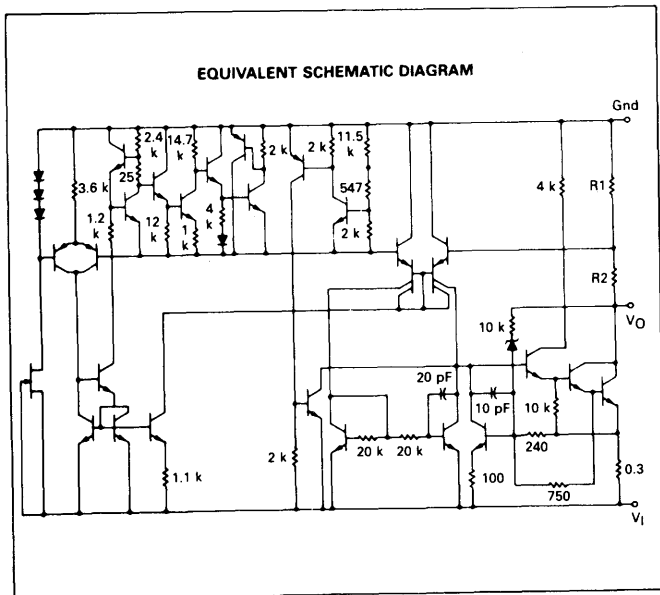 EQUIVALENT SCHEMATIC DIAGRAM
Gnd
2.4 k
14.7 k
2 k
2 k
11.5 k
3.6 k
25
4 k
R1
547
1.2 k
12 k
1 k
4 k
2 k
R2
VO
10 k
20 pF
10 pF
10 k
1.1 k
2 k
20 k
20 k
100
240
0.3
750
VI